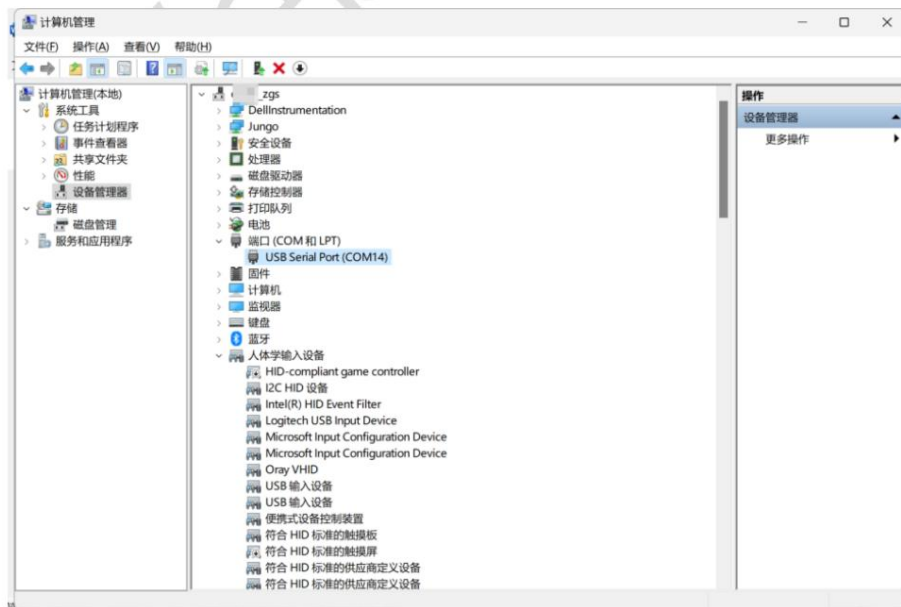 计算机管理
文件(F) 操作(A) 查看(V) 帮助(H)
计算机管理(本地)
系统工具
任务计划程序
事件查看器
共享文件夹
性能
设备管理器
存储
磁盘管理
服务和应用程序
_zgs
DellInstrumentation
Jungo
安全设备
处理器
磁盘驱动器
存储控制器
打印队列
电池
端口 (COM 和 LPT)
USB Serial Port (COM14)
固件
计算机
监视器
键盘
蓝牙
人体学输入设备
HID-compliant game controller
I2C HID 设备
Intel(R) HID Event Filter
Logitech USB Input Device
Microsoft Input Configuration Device
Microsoft Input Configuration Device
Oray VHID
USB 输入设备
USB 输入设备
便携式设备控制装置
符合 HID 标准的触摸板
符合 HID 标准的触摸屏
符合 HID 标准的供应商定义设备
符合 HID 标准的供应商定义设备
操作
设备管理器
更多操作